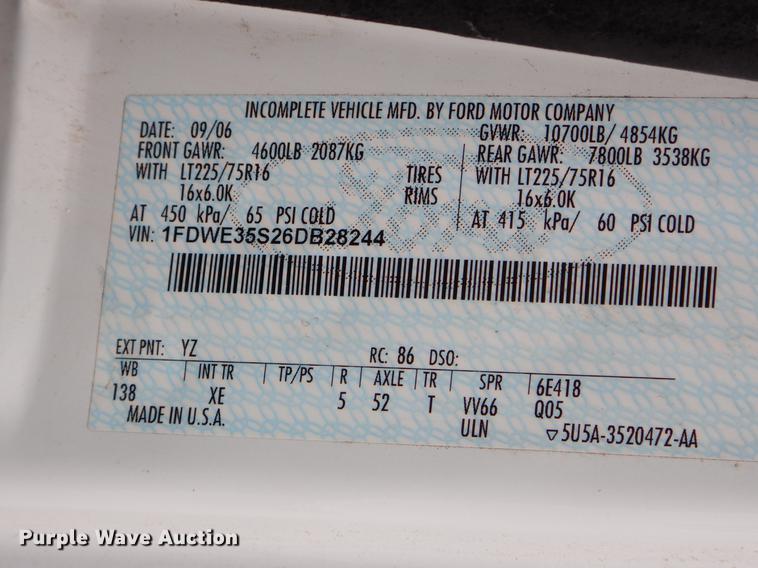 INCOMPLETE VEHICLE MFD. BY FORD MOTOR COMPANY
DATE: 09/06 GVWR: 10700LB/ 4854KG
FRONT GAWR: 4600LB 2087KG REAR GAWR: 7800LB 3538KG
WITH LT225/75R16 TIRES WITH LT225/75R16
16x6.0K RIMS 16x6.0K
AT 450 kPa/ 65 PSI COLD AT 415 kPa/ 60 PSI COLD
VIN: 1FDWE35S26DB28244
EXT PNT: YZ RC: 86 DSO:
WB INT TR TP/PS R AXLE TR SPR 6E418
138 XE 5 52 T VV66 Q05
MADE IN U.S.A. ULN ▽5U5A-3520472-AA
Purple Wave Auction